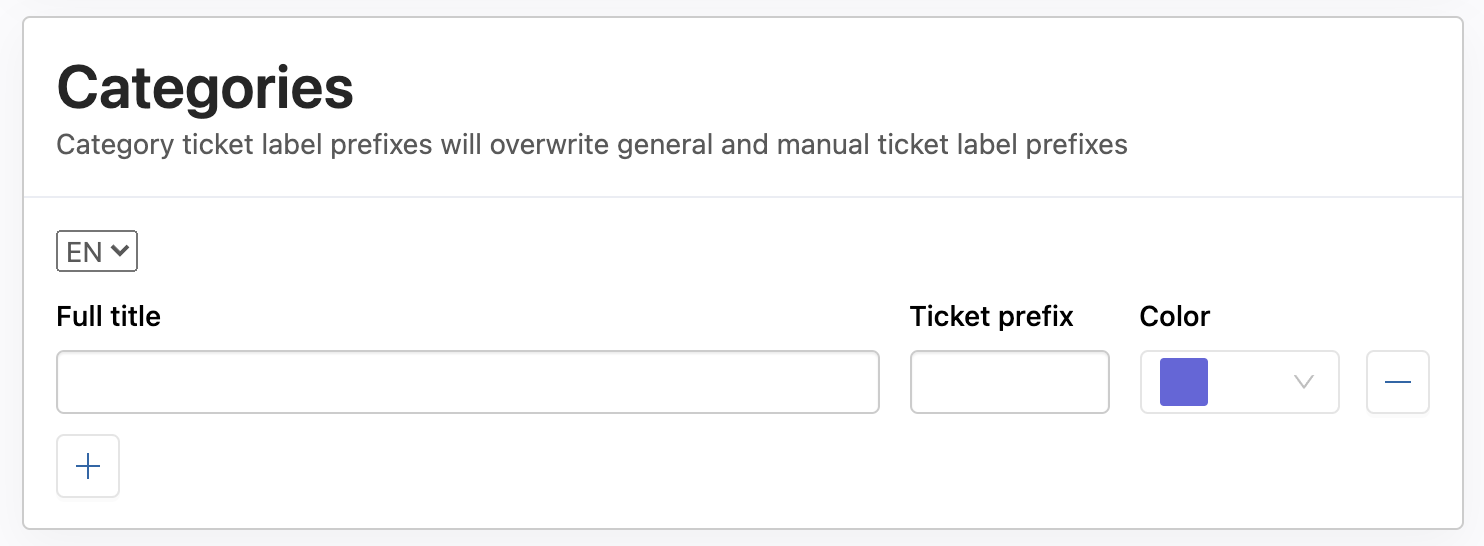 Categories
Category ticket label prefixes will overwrite general and manual ticket label prefixes
EN
Full title Ticket prefix Color